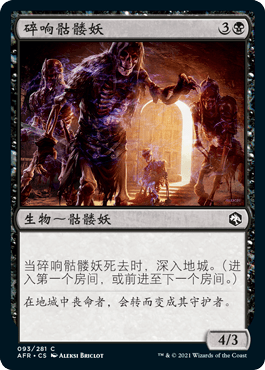 碎响骷髅妖 3
生物～骷髅妖
当碎响骷髅妖死去时，深入地城。（进
入第一个房间，或前进至下一个房间。）
在地城中丧命者，会转而变成其守护者。
4/3
093/281 C
AFR • CS ALEKSI BRICLOT
™ & © 2021 Wizards of the Coast